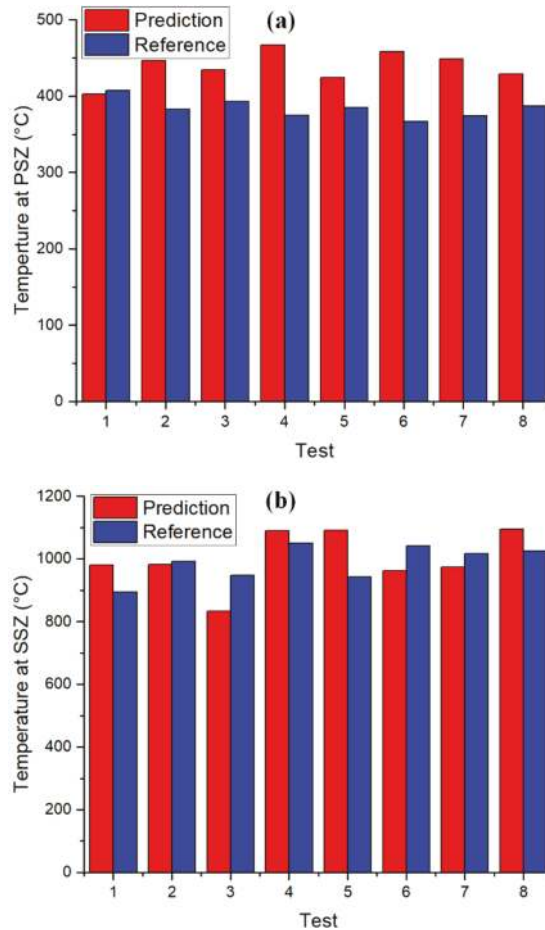 (a)
Prediction
Reference
500
400
300
200
100
0
Temperture at PSZ (°C)
1 2 3 4 5 6 7 8
Test
(b)
Prediction
Reference
1200
1000
800
600
400
200
0
Temperature at SSZ (°C)
1 2 3 4 5 6 7 8
Test